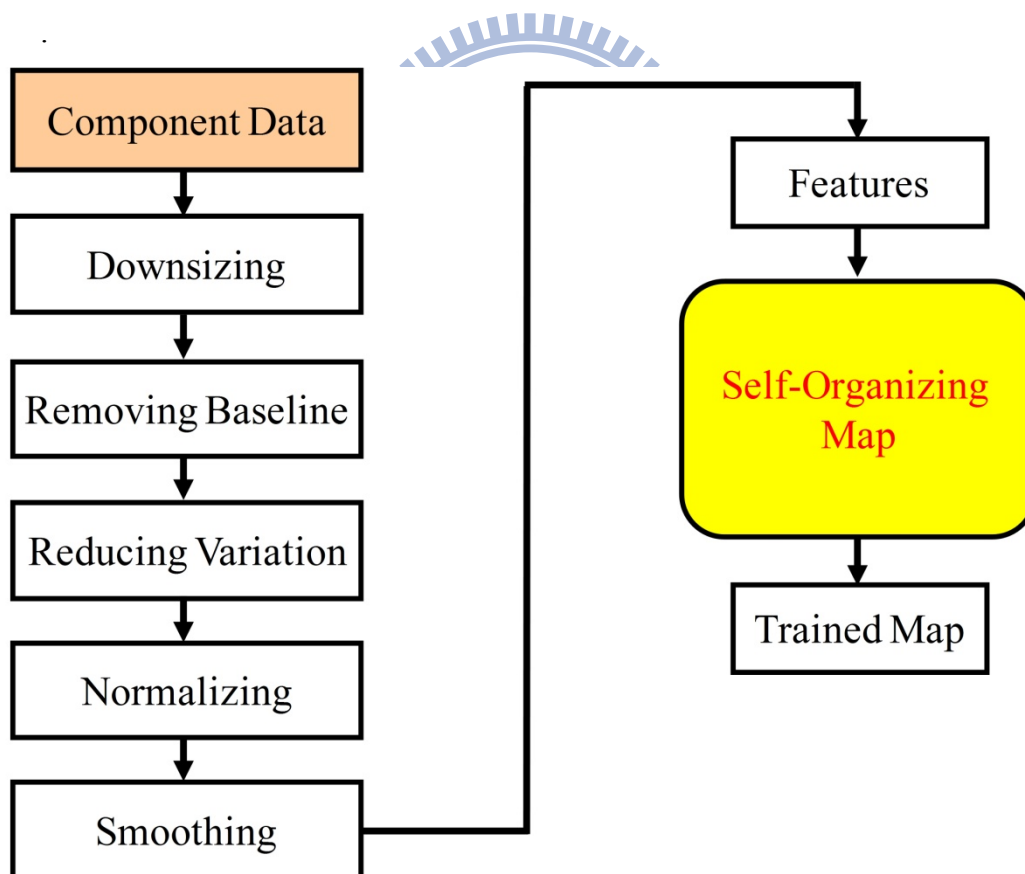 Component Data
Downsizing
Removing Baseline
Reducing Variation
Normalizing
Smoothing
Features
Self-Organizing
Map
Trained Map